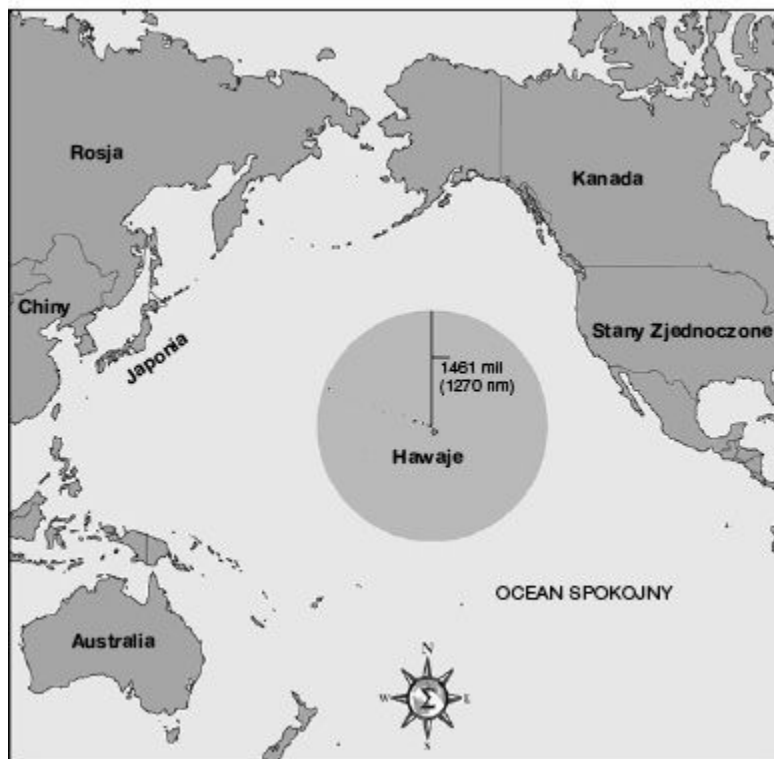 Rosja
Kanada
Chiny
Japonia
Stany Zjednoczone
1461 mil
(1270 nm)
Hawaje
OCEAN SPOKOJNY
Australia
N
W
Σ
E
S